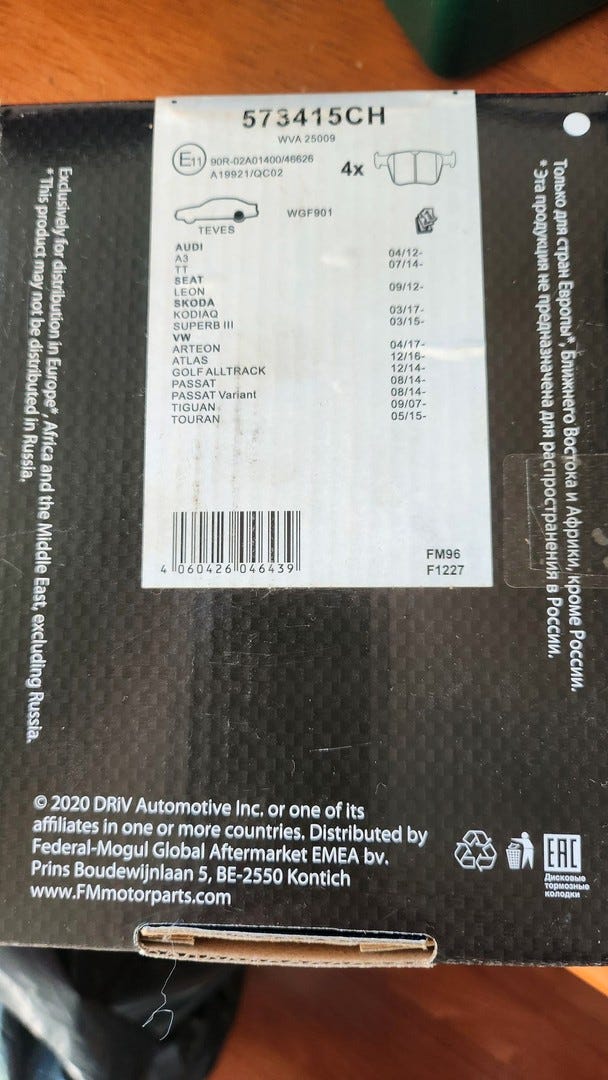 573415CH
WVA 25009
E11
90R-02A01400/46626
A19921/QC02
4x
TEVES
WGF901
AUDI
A3 04/12-
TT 07/14-
SEAT
LEON 09/12-
SKODA
KODIAQ 03/17-
SUPERB III 03/15-
VW
ARTEON 04/17-
ATLAS 12/16-
GOLF ALLTRACK 12/14-
PASSAT 08/14-
PASSAT Variant 08/14-
TIGUAN 09/07-
TOURAN 05/15-
4 060426 046439
FM96
F1227
Exclusively for distribution in Europe*, Africa and the Middle East, excluding Russia.
* This product may not be distributed in Russia.
Только для стран Европы*, Ближнего Востока и Африки, кроме России.
* Эта продукция не предназначена для распространения в России.
© 2020 DRiV Automotive Inc. or one of its
affiliates in one or more countries. Distributed by
Federal-Mogul Global Aftermarket EMEA bv.
Prins Boudewijnlaan 5, BE-2550 Kontich
www.FMmotorparts.com
EAC
Дисковые
тормозные
колодки